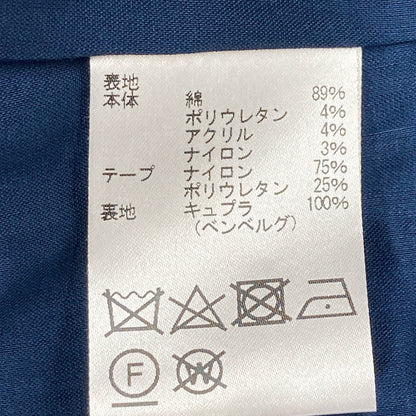 表地
本体 綿 89%
ポリウレタン 4%
アクリル 4%
ナイロン 3%
テープ ナイロン 75%
ポリウレタン 25%
裏地 キュプラ 100%
(ベンベルグ)
F W